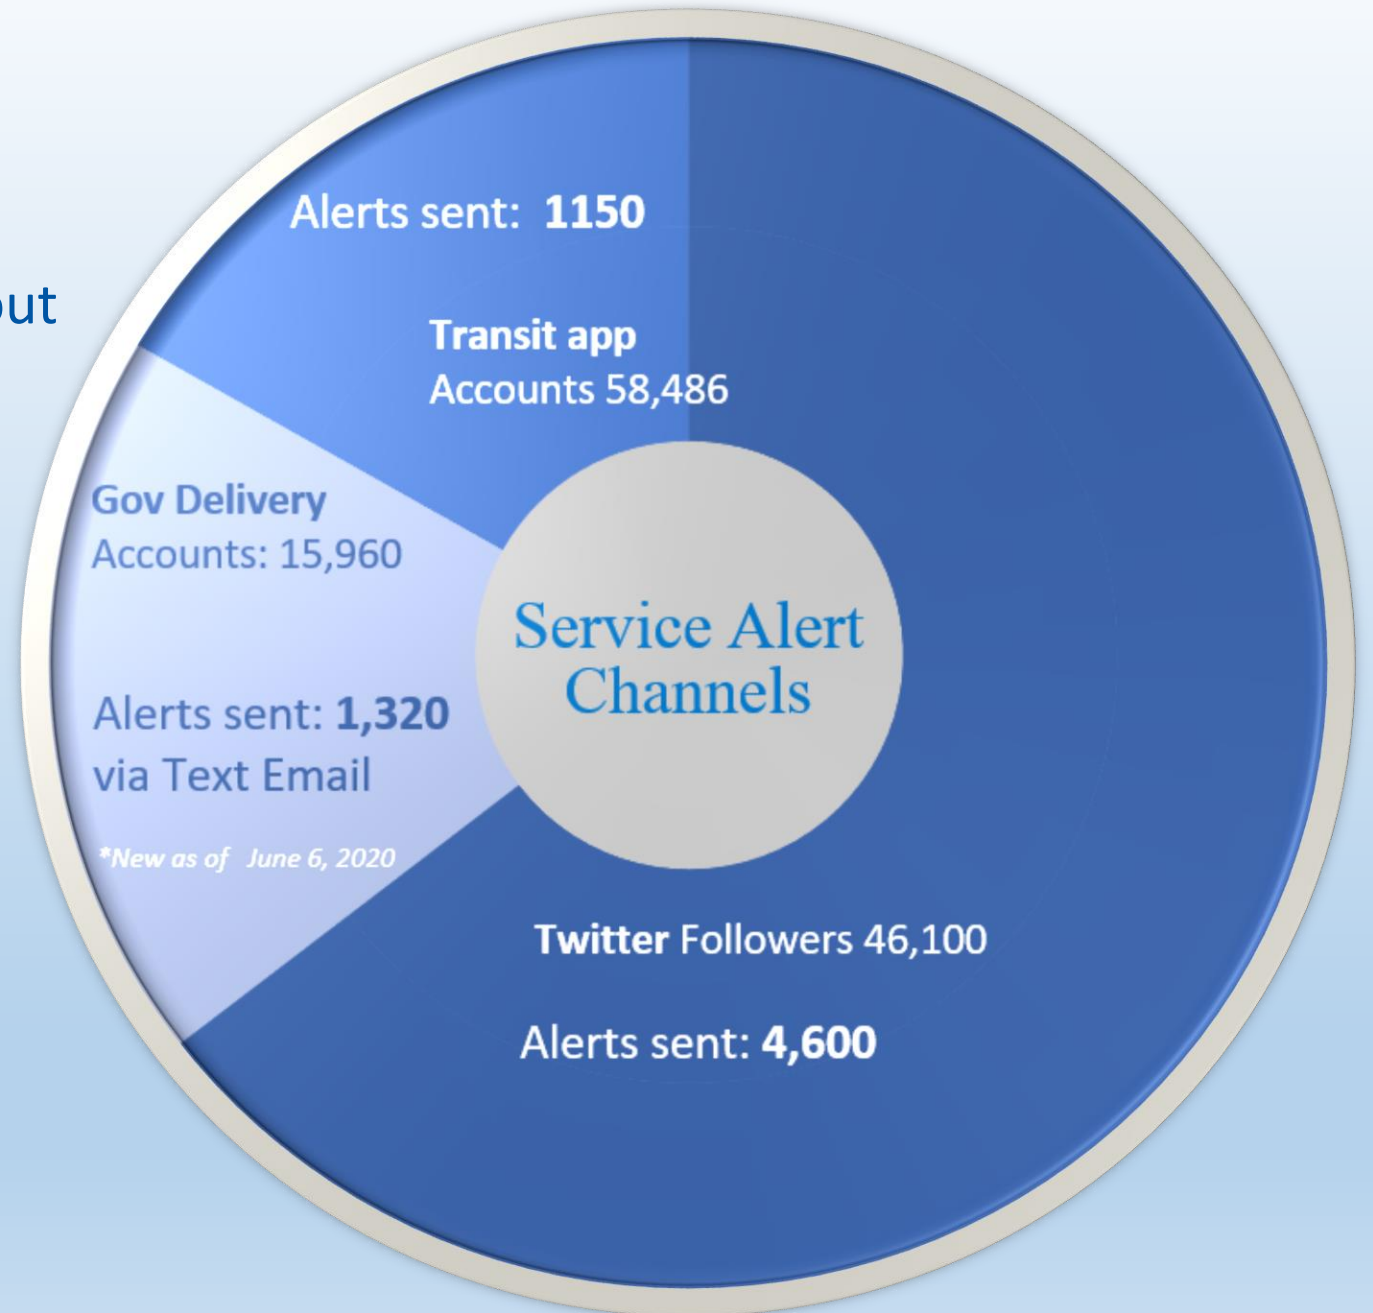 Alerts sent: 1150
Transit app
Accounts 58,486
Gov Delivery
Accounts: 15,960
Alerts sent: 1,320
via Text Email
*New as of June 6, 2020
Service Alert
Channels
Twitter Followers 46,100
Alerts sent: 4,600